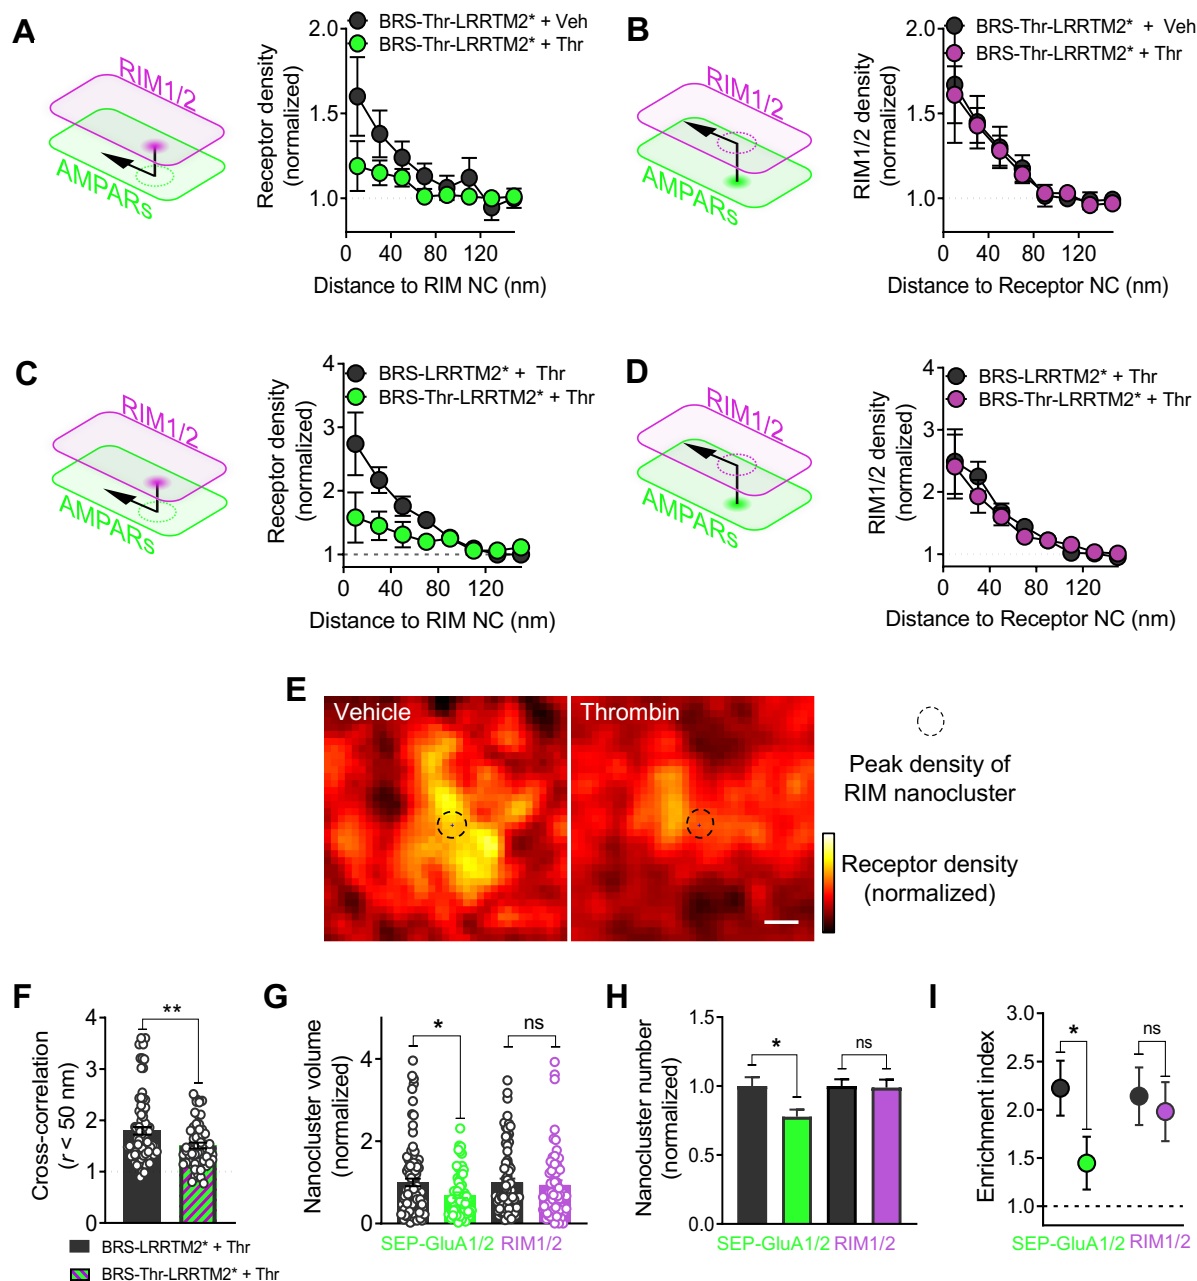 A
RIM1/2
AMPARs
BRS-Thr-LRRTM2* + Veh
BRS-Thr-LRRTM2* + Thr
Receptor density
(normalized)
2.0
1.5
1.0
0 40 80 120
Distance to RIM NC (nm)
B
RIM1/2
AMPARs
BRS-Thr-LRRTM2* + Veh
BRS-Thr-LRRTM2* + Thr
RIM1/2 density
(normalized)
2.0
1.5
1.0
0 40 80 120
Distance to Receptor NC (nm)
C
RIM1/2
AMPARs
BRS-LRRTM2* + Thr
BRS-Thr-LRRTM2* + Thr
Receptor density
(normalized)
4
3
2
1
0 40 80 120
Distance to RIM NC (nm)
D
RIM1/2
AMPARs
BRS-LRRTM2* + Thr
BRS-Thr-LRRTM2* + Thr
RIM1/2 density
(normalized)
4
3
2
1
0 40 80 120
Distance to Receptor NC (nm)
E
Vehicle
Thrombin
Peak density of
RIM nanocluster
Receptor density
(normalized)
F
Cross-correlation
(r < 50 nm)
4
3
2
1
0
**
BRS-LRRTM2* + Thr
BRS-Thr-LRRTM2* + Thr
G
Nanocluster volume
(normalized)
4
2
0
*
ns
SEP-GluA1/2 RIM1/2
H
Nanocluster number
(normalized)
1.5
1.0
0.5
0.0
*
ns
SEP-GluA1/2 RIM1/2
I
Enrichment index
3.0
2.5
2.0
1.5
1.0
*
ns
SEP-GluA1/2 RIM1/2